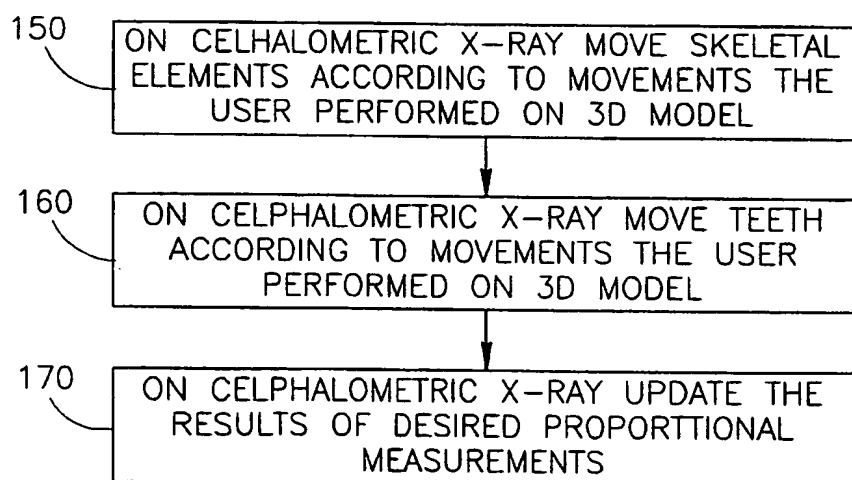 150
ON CELHALOMETRIC X-RAY MOVE SKELETAL
ELEMENTS ACCORDING TO MOVEMENTS THE
USER PERFORMED ON 3D MODEL
160
ON CELPHALOMETRIC X-RAY MOVE TEETH
ACCORDING TO MOVEMENTS THE USER
PERFORMED ON 3D MODEL
170
ON CELPHALOMETRIC X-RAY UPDATE THE
RESULTS OF DESIRED PROPORTTIONAL
MEASUREMENTS